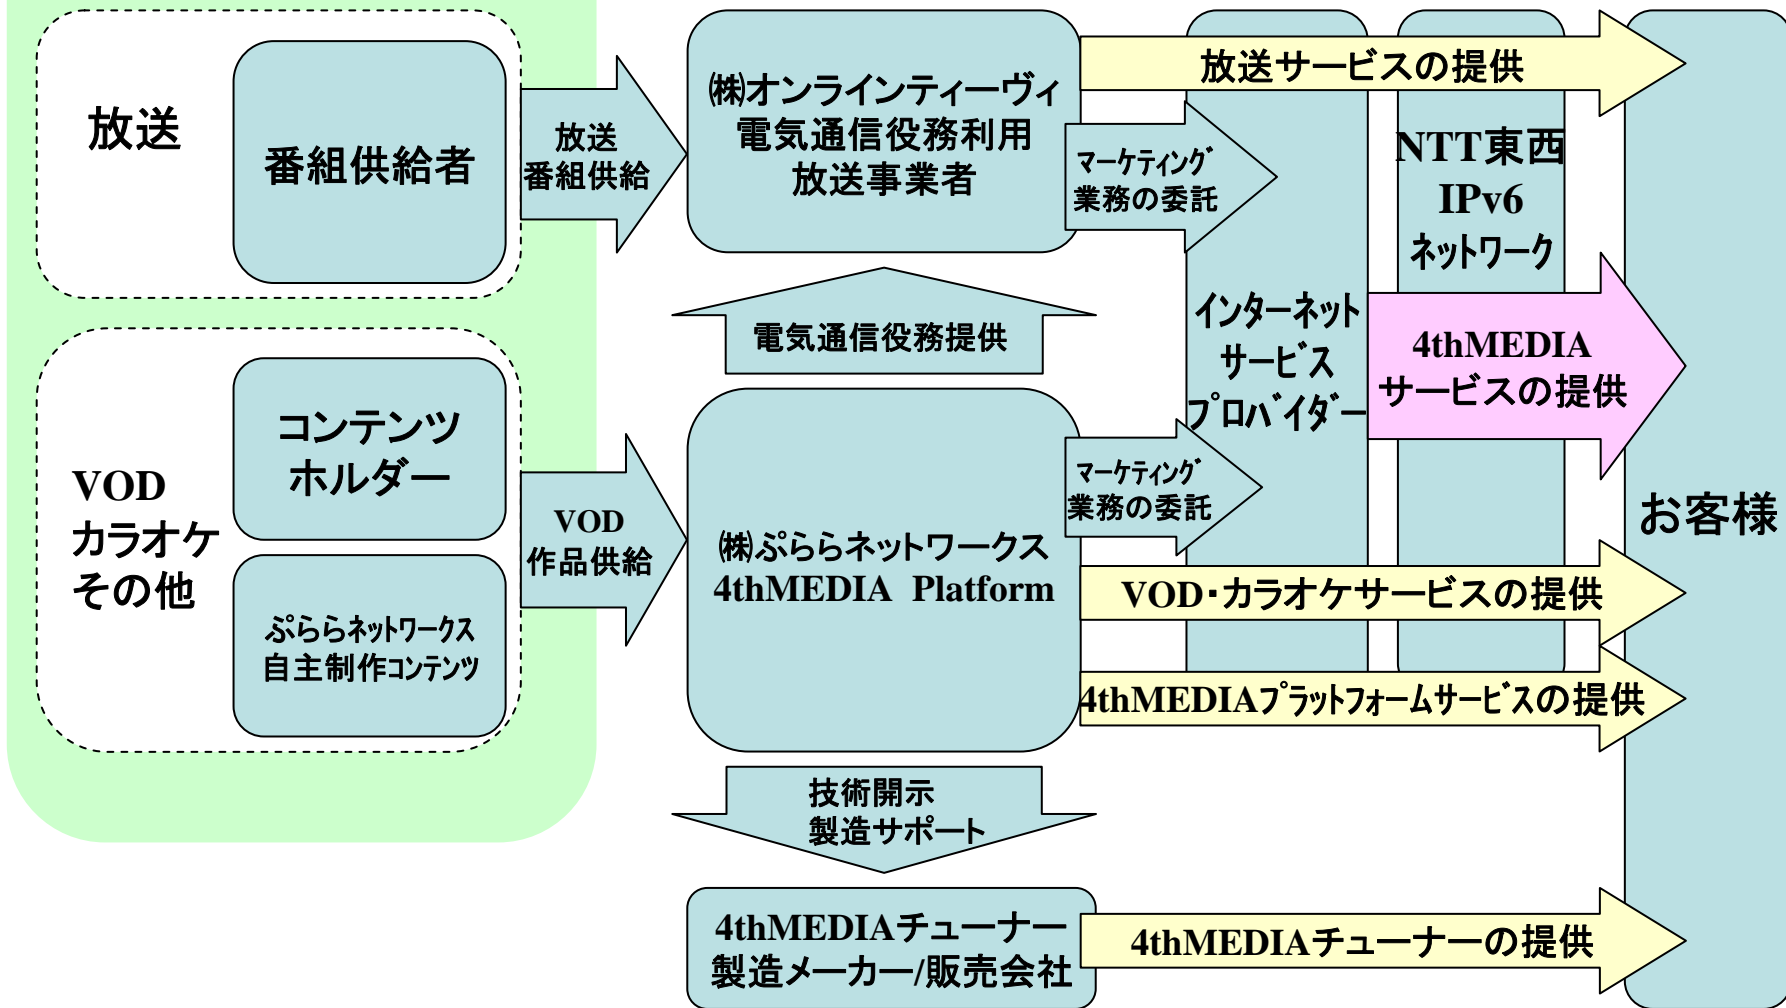 放送
番組供給者
放送
番組供給
㈱オンラインティーヴィ
電気通信役務利用
放送事業者
放送サービスの提供
マーケティング
業務の委託
NTT東西
IPv6
ネットワーク
電気通信役務提供
インターネット
サービス
プロバイダー
4thMEDIA
サービスの提供
お客様
VOD
カラオケ
その他
コンテンツ
ホルダー
ぷららネットワークス
自主制作コンテンツ
VOD
作品供給
㈱ぷららネットワークス
4thMEDIA Platform
マーケティング
業務の委託
VOD・カラオケサービスの提供
4thMEDIAプラットフォームサービスの提供
技術開示
製造サポート
4thMEDIAチューナー
製造メーカー/販売会社
4thMEDIAチューナーの提供